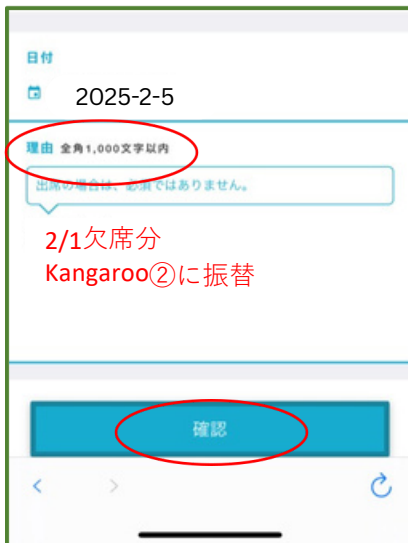 日付
2025-2-5
理由 全角1,000文字以内
出席の場合は、必須ではありません。
2/1欠席分
Kangaroo②に振替
確認